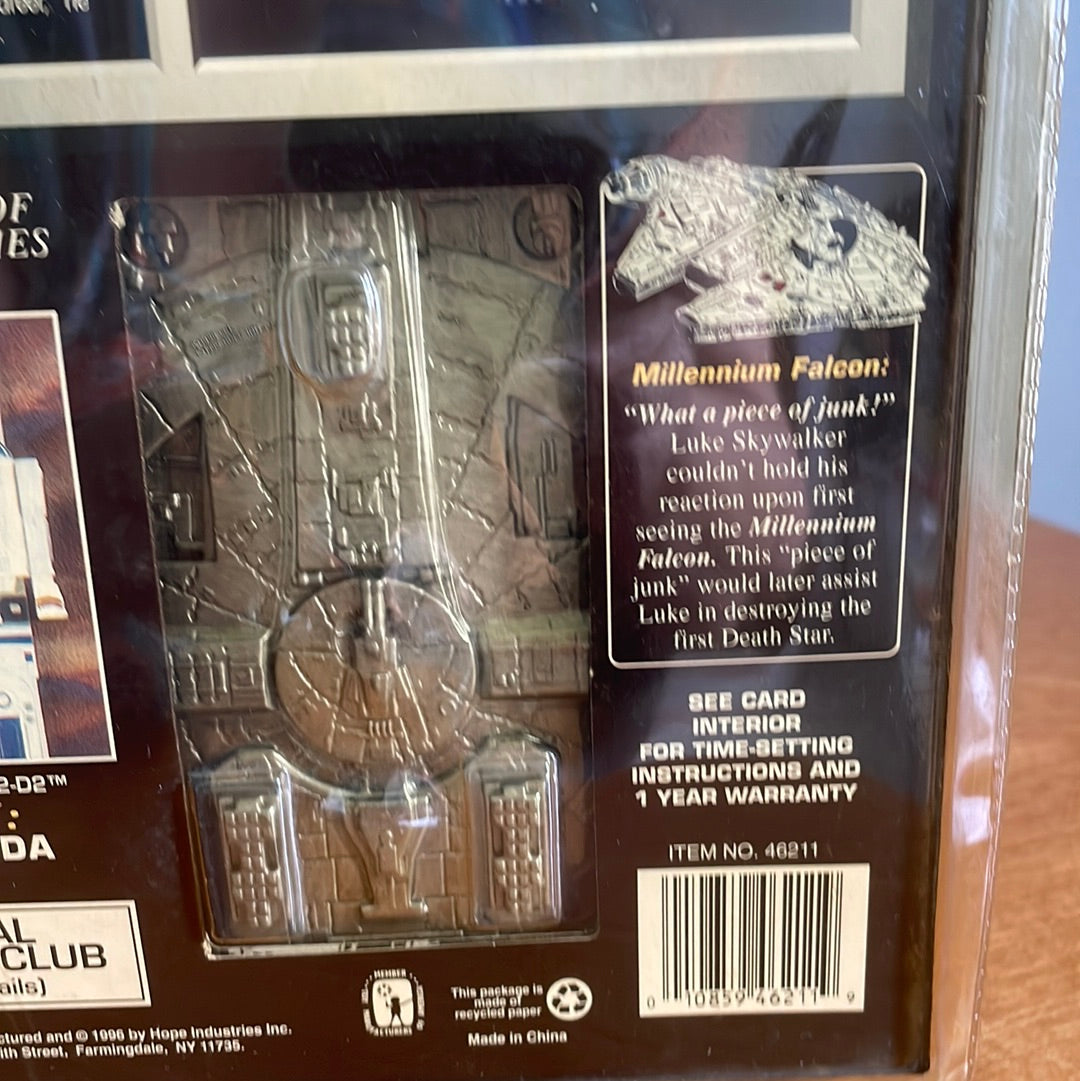 OF
IES
Millennium Falcon:
“What a piece of junk!”
Luke Skywalker
couldn't hold his
reaction upon first
seeing the Millennium
Falcon. This "piece of
junk" would later assist
Luke in destroying the
first Death Star.
SEE CARD
INTERIOR
FOR TIME-SETTING
INSTRUCTIONS AND
1 YEAR WARRANTY
ITEM NO. 46211
0 10859 46211 9
2-D2™
DA
AL
CLUB
ails)
MEMBER
This package is
made of
recycled paper
Made in China
ctured and © 1996 by Hope Industries Inc.
ith Street, Farmingdale, NY 11735.